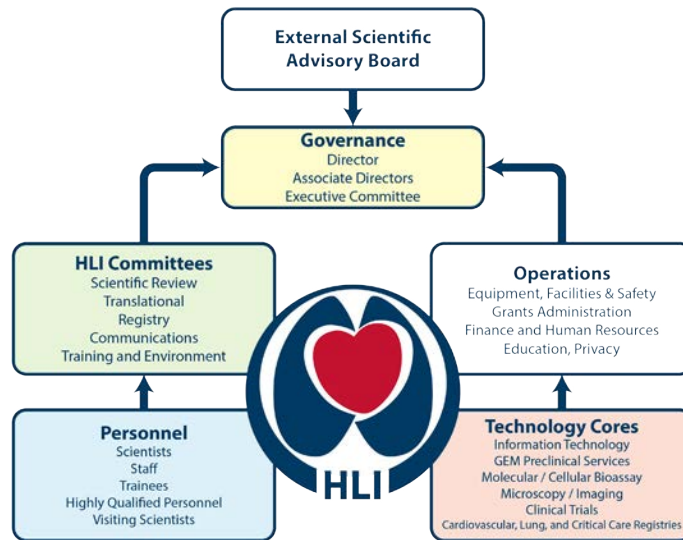 External Scientific
Advisory Board
Governance
Director
Associate Directors
Executive Committee
HLI Committees
Scientific Review
Translational
Registry
Communications
Training and Environment
Operations
Equipment, Facilities & Safety
Grants Administration
Finance and Human Resources
Education, Privacy
Personnel
Scientists
Staff
Trainees
Highly Qualified Personnel
Visiting Scientists
HLI
Technology Cores
Information Technology
GEM Preclinical Services
Molecular / Cellular Bioassay
Microscopy / Imaging
Clinical Trials
Cardiovascular, Lung, and Critical Care Registries